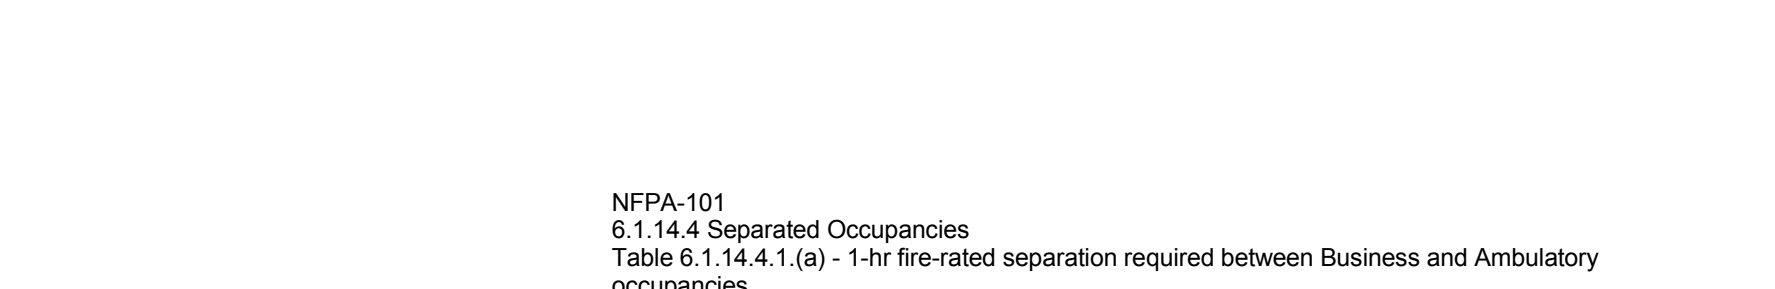 NFPA-101
6.1.14.4 Separated Occupancies
Table 6.1.14.4.1.(a) - 1-hr fire-rated separation required between Business and Ambulatory
occupancies